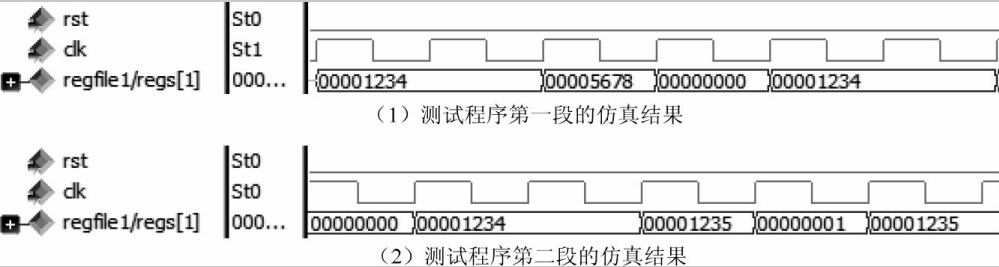 rst St0
clk St1
regfile1/regs[1] 000... 00001234 00005678 00000000 00001234
（1）测试程序第一段的仿真结果
rst St0
clk St0
regfile1/regs[1] 000... 00000000 00001234 00001235 00000001 00001235
（2）测试程序第二段的仿真结果